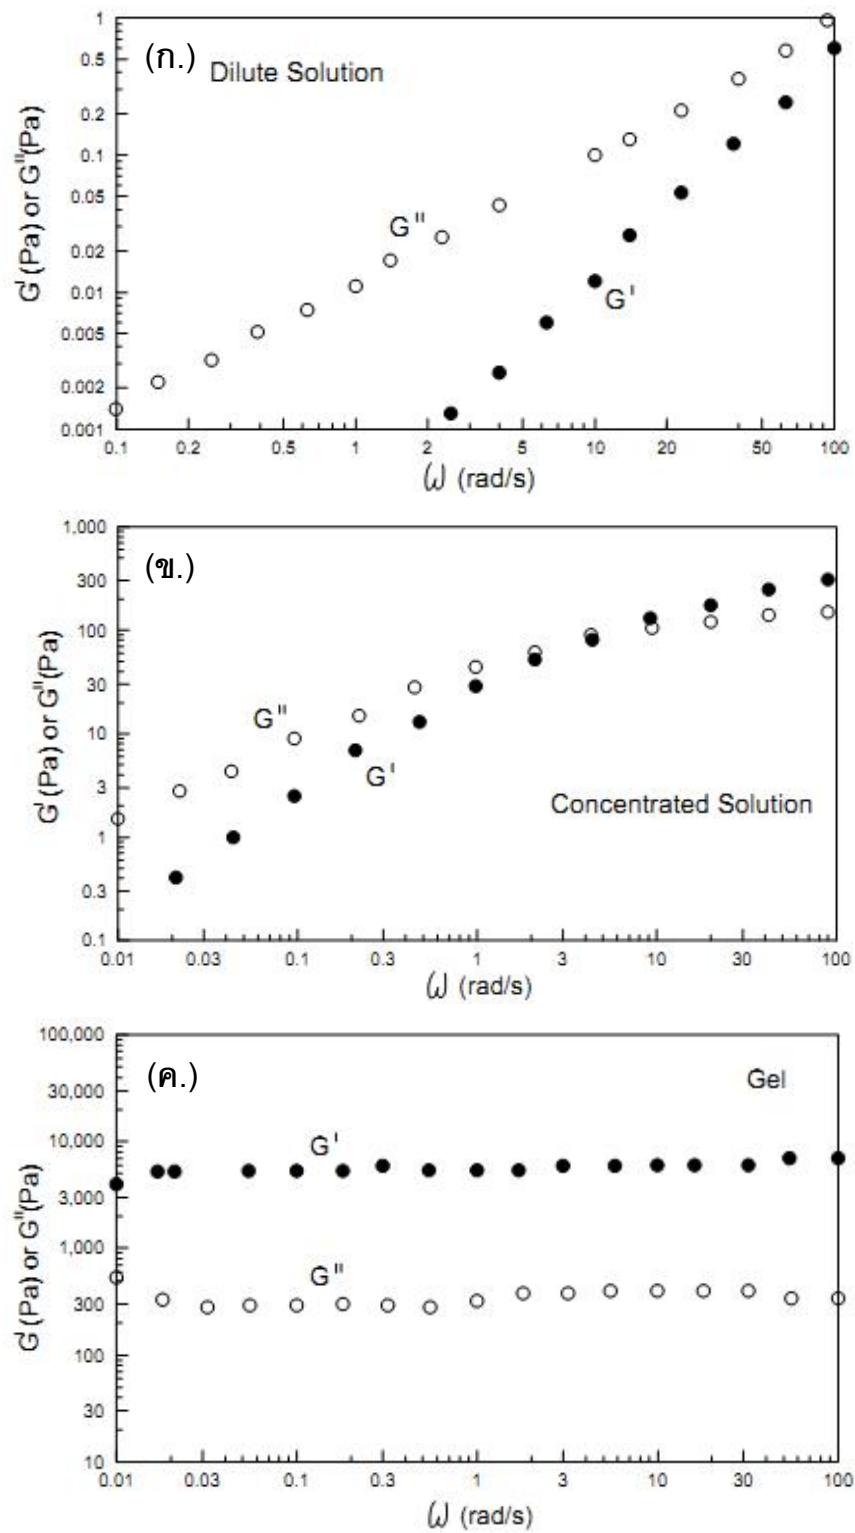 (ก.) Dilute Solution
G'(Pa) or G"(Pa)
1
0.5
0.2
0.1
0.05
0.02
0.01
0.005
0.002
0.001
G"
G'
0.1 0.2 0.5 1 2 5 10 20 50 100
ω (rad/s)
(ข.)
G'(Pa) or G"(Pa)
1,000
300
100
30
10
3
1
0.3
0.1
G"
G'
Concentrated Solution
0.01 0.03 0.1 0.3 1 3 10 30 100
ω (rad/s)
(ค.) Gel
G'(Pa) or G"(Pa)
100,000
30,000
10,000
3,000
1,000
300
100
30
10
G'
G"
0.01 0.03 0.1 0.3 1 3 10 30 100
ω (rad/s)